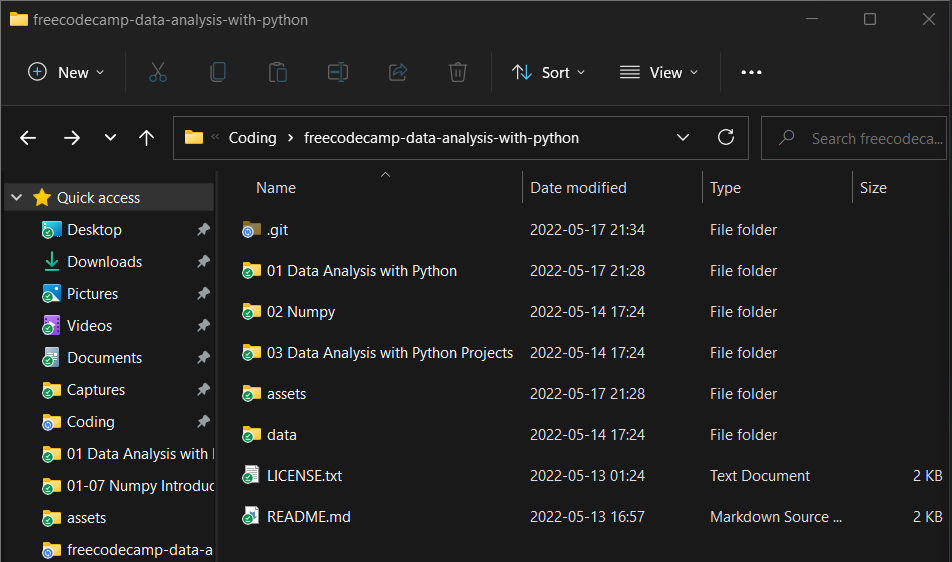 freecodecamp-data-analysis-with-python
New Sort View
« Coding > freecodecamp-data-analysis-with-python Search freecodeca...
Name Date modified Type Size
Quick access
Desktop
Downloads
Pictures
Videos
Documents
Captures
Coding
01 Data Analysis with
01-07 Numpy Introduc
assets
freecodecamp-data-a
.git 2022-05-17 21:34 File folder
01 Data Analysis with Python 2022-05-17 21:28 File folder
02 Numpy 2022-05-14 17:24 File folder
03 Data Analysis with Python Projects 2022-05-14 17:24 File folder
assets 2022-05-17 21:28 File folder
data 2022-05-14 17:24 File folder
LICENSE.txt 2022-05-13 01:24 Text Document 2 KB
README.md 2022-05-13 16:57 Markdown Source ... 2 KB